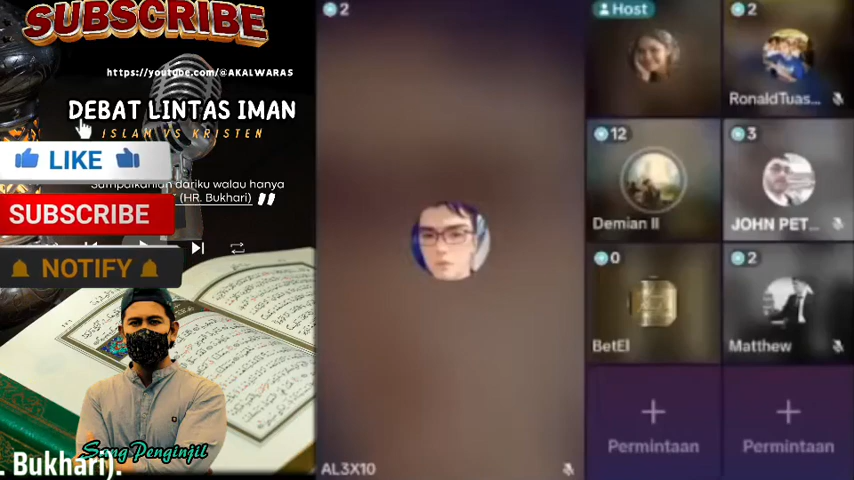 SUBSCRIBE
https://youtube.com/@AKALWARAS
DEBAT LINTAS IMAN
ISLAM VS KRISTEN
LIKE
Sampaikanlah dariku walau hanya
(HR. Bukhari)
SUBSCRIBE
NOTIFY
Sang Penginjil
. Bukhari).
2
AL3X10
Host
2
RonaldTuas...
12
Demian II
3
JOHN PET...
0
BetEl
2
Matthew
Permintaan
Permintaan